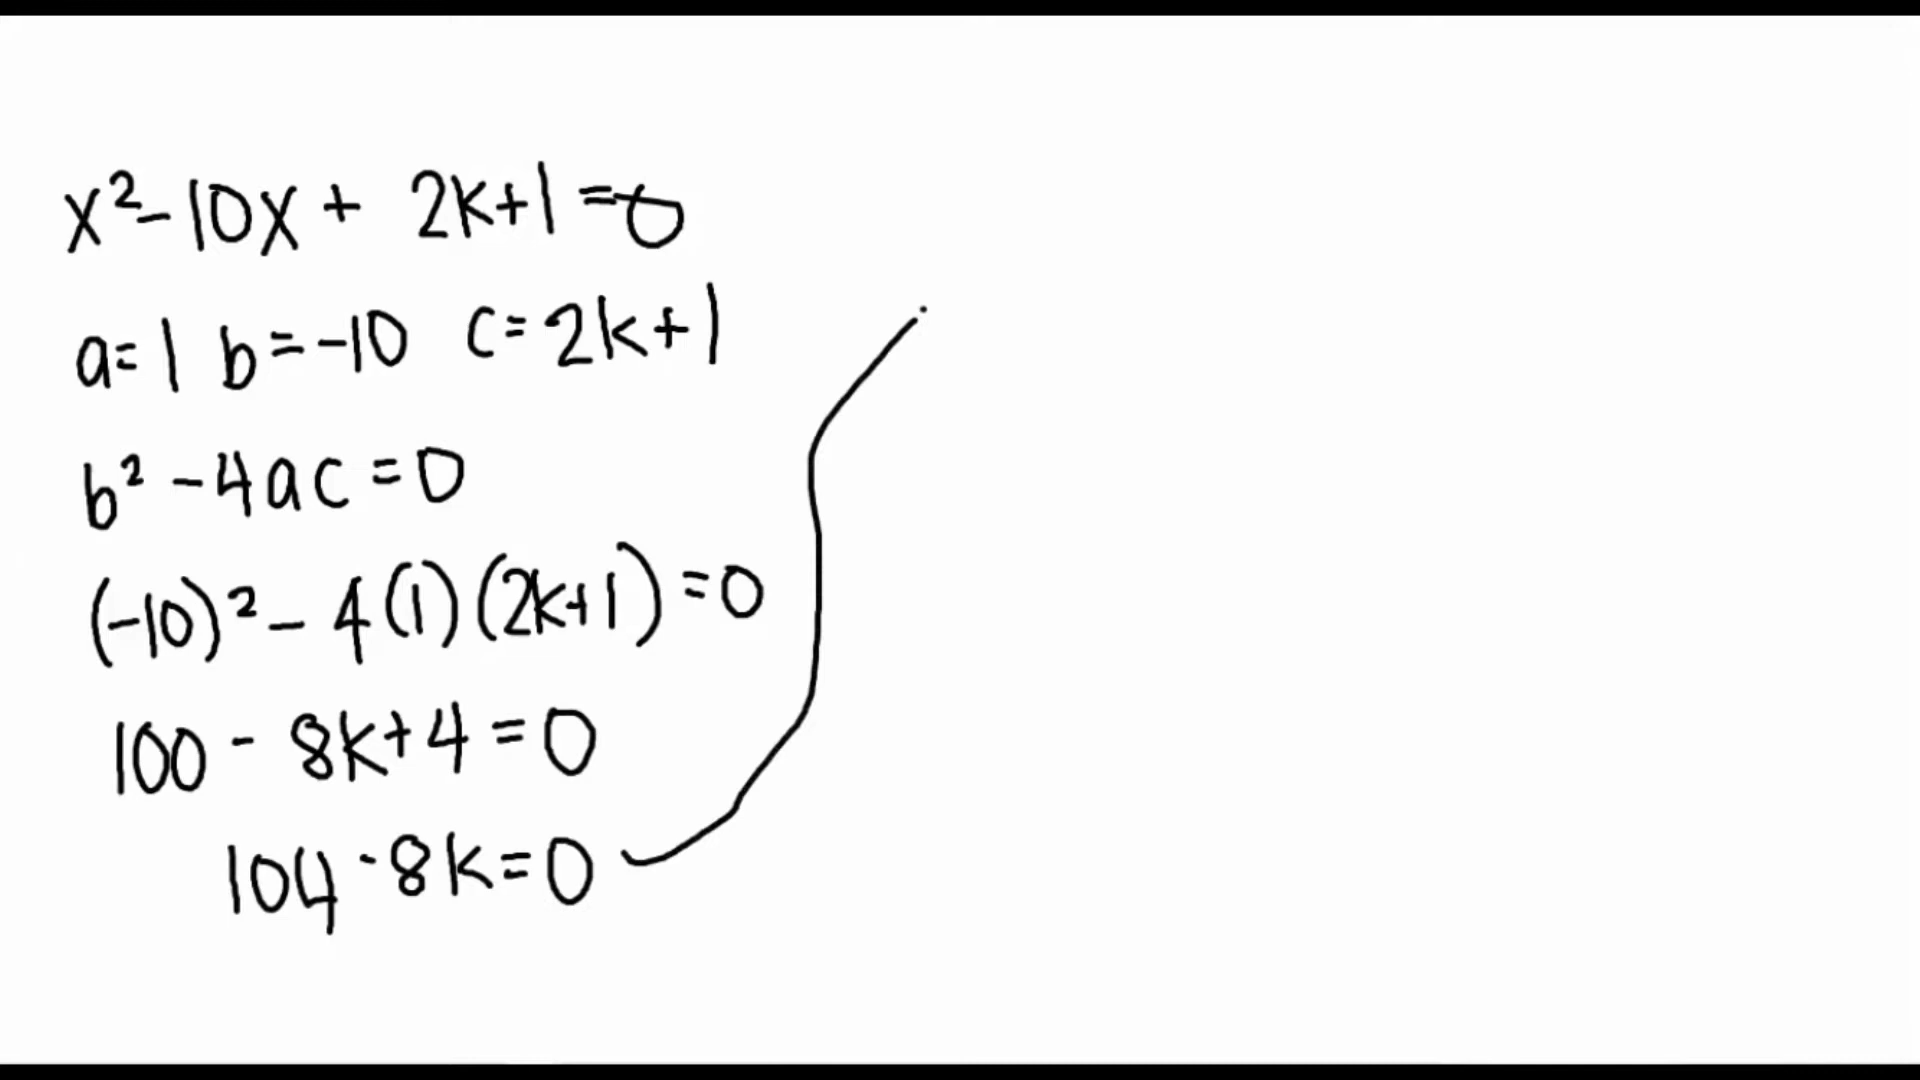 x² - 10x + 2k+1 = 0
a = 1 b = -10 c = 2k+1
b² - 4ac = 0
(-10)² - 4(1)(2k+1) = 0
100 - 8k+4 = 0
104 - 8k = 0